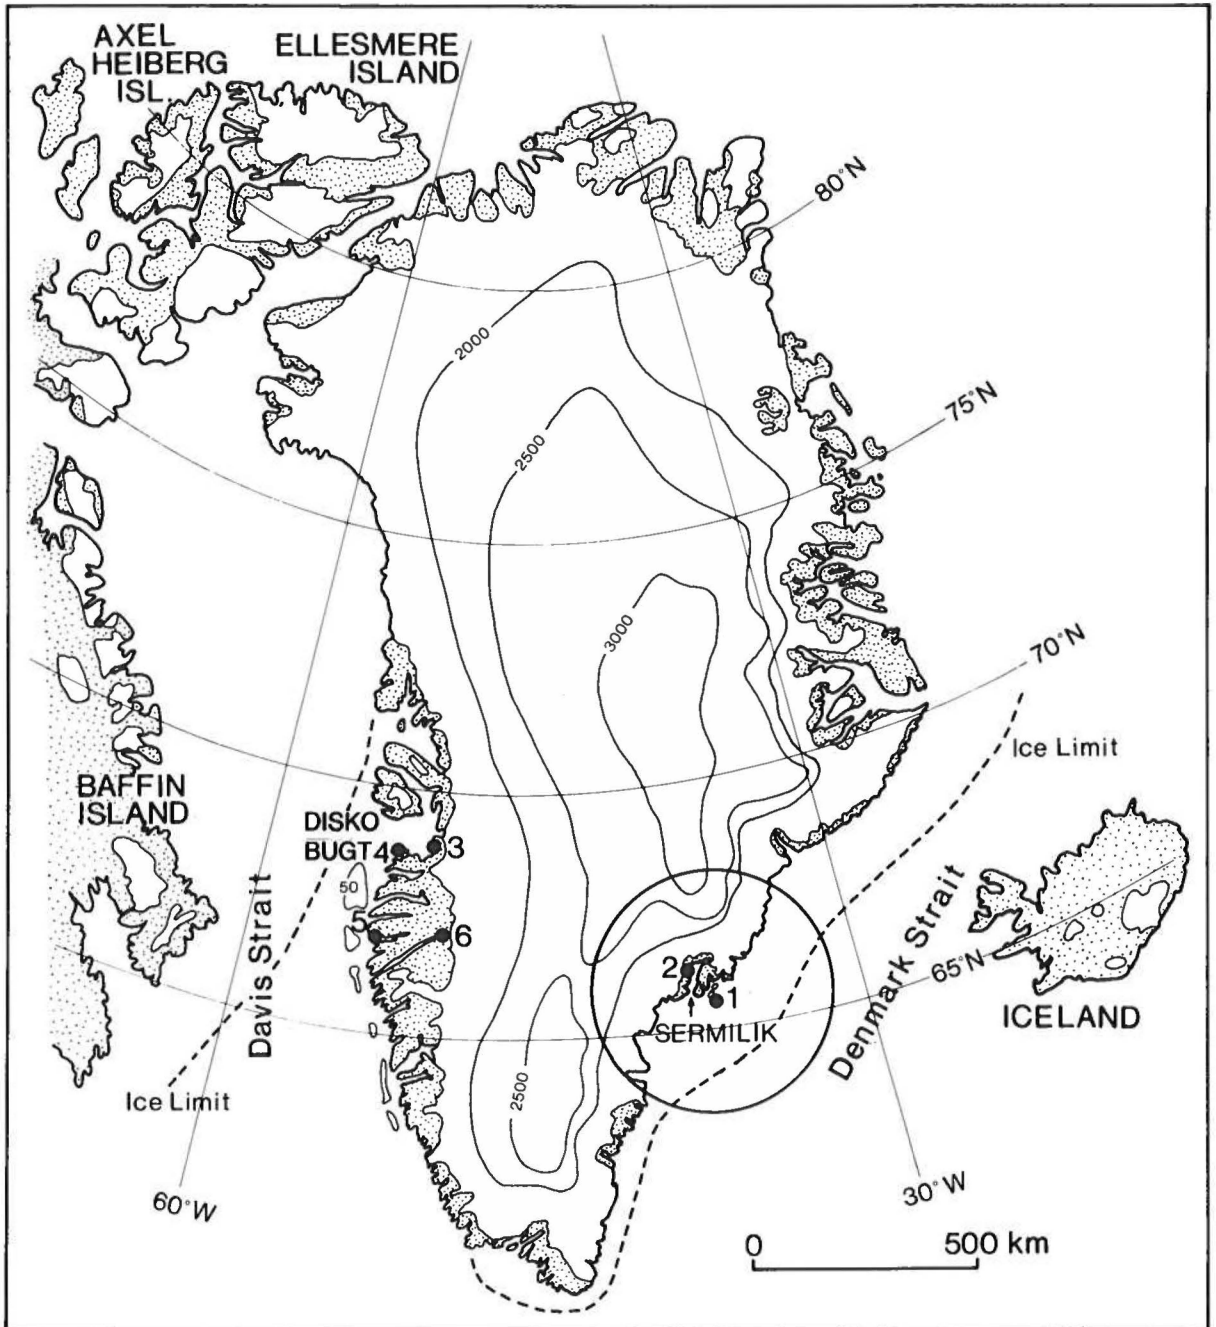 AXEL
HEIBERG
ISL.
ELLESMERE
ISLAND
80°N
2000
75°N
2500
3000
70°N
Ice Limit
BAFFIN
ISLAND
DISKO
BUGT
4
3
50
5
6
Davis Strait
2
1
SERMILIK
Denmark Strait
65°N
ICELAND
2500
Ice Limit
60°W
30°W
0 500 km